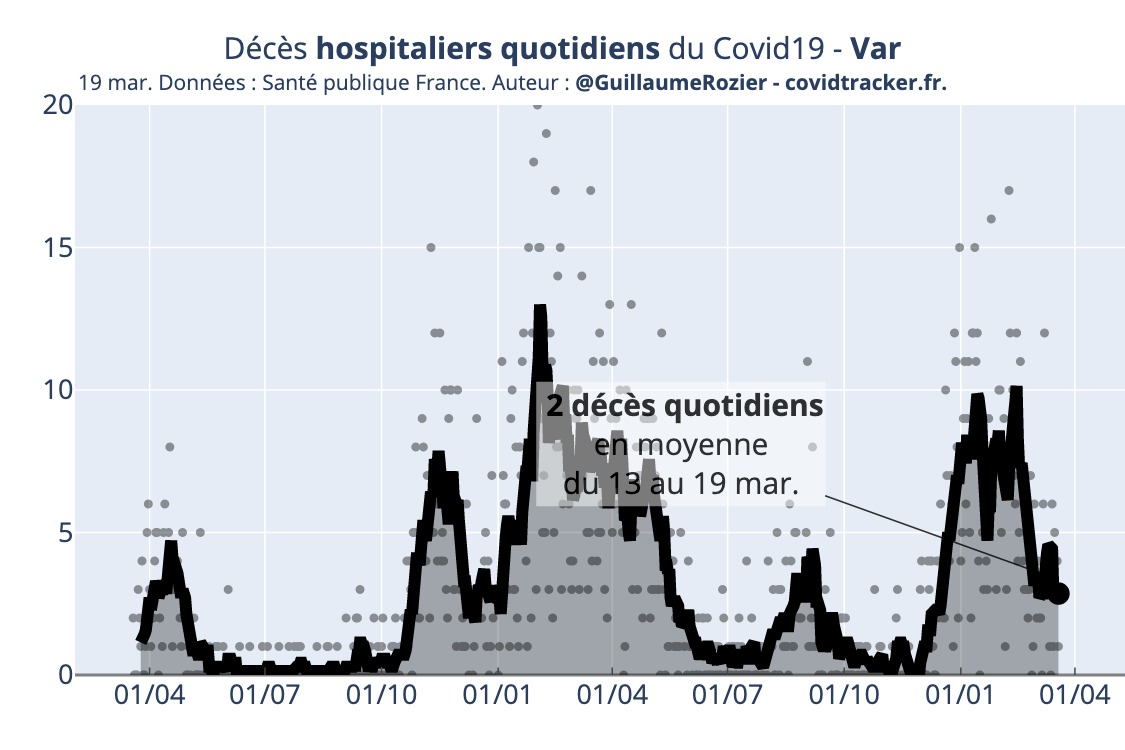 Décès hospitaliers quotidiens du Covid19 - Var
19 mar. Données : Santé publique France. Auteur : @GuillaumeRozier - covidtracker.fr.
20
15
10
5
0
2 décès quotidiens
en moyenne
du 13 au 19 mar.
01/04 01/07 01/10 01/01 01/04 01/07 01/10 01/01 01/04